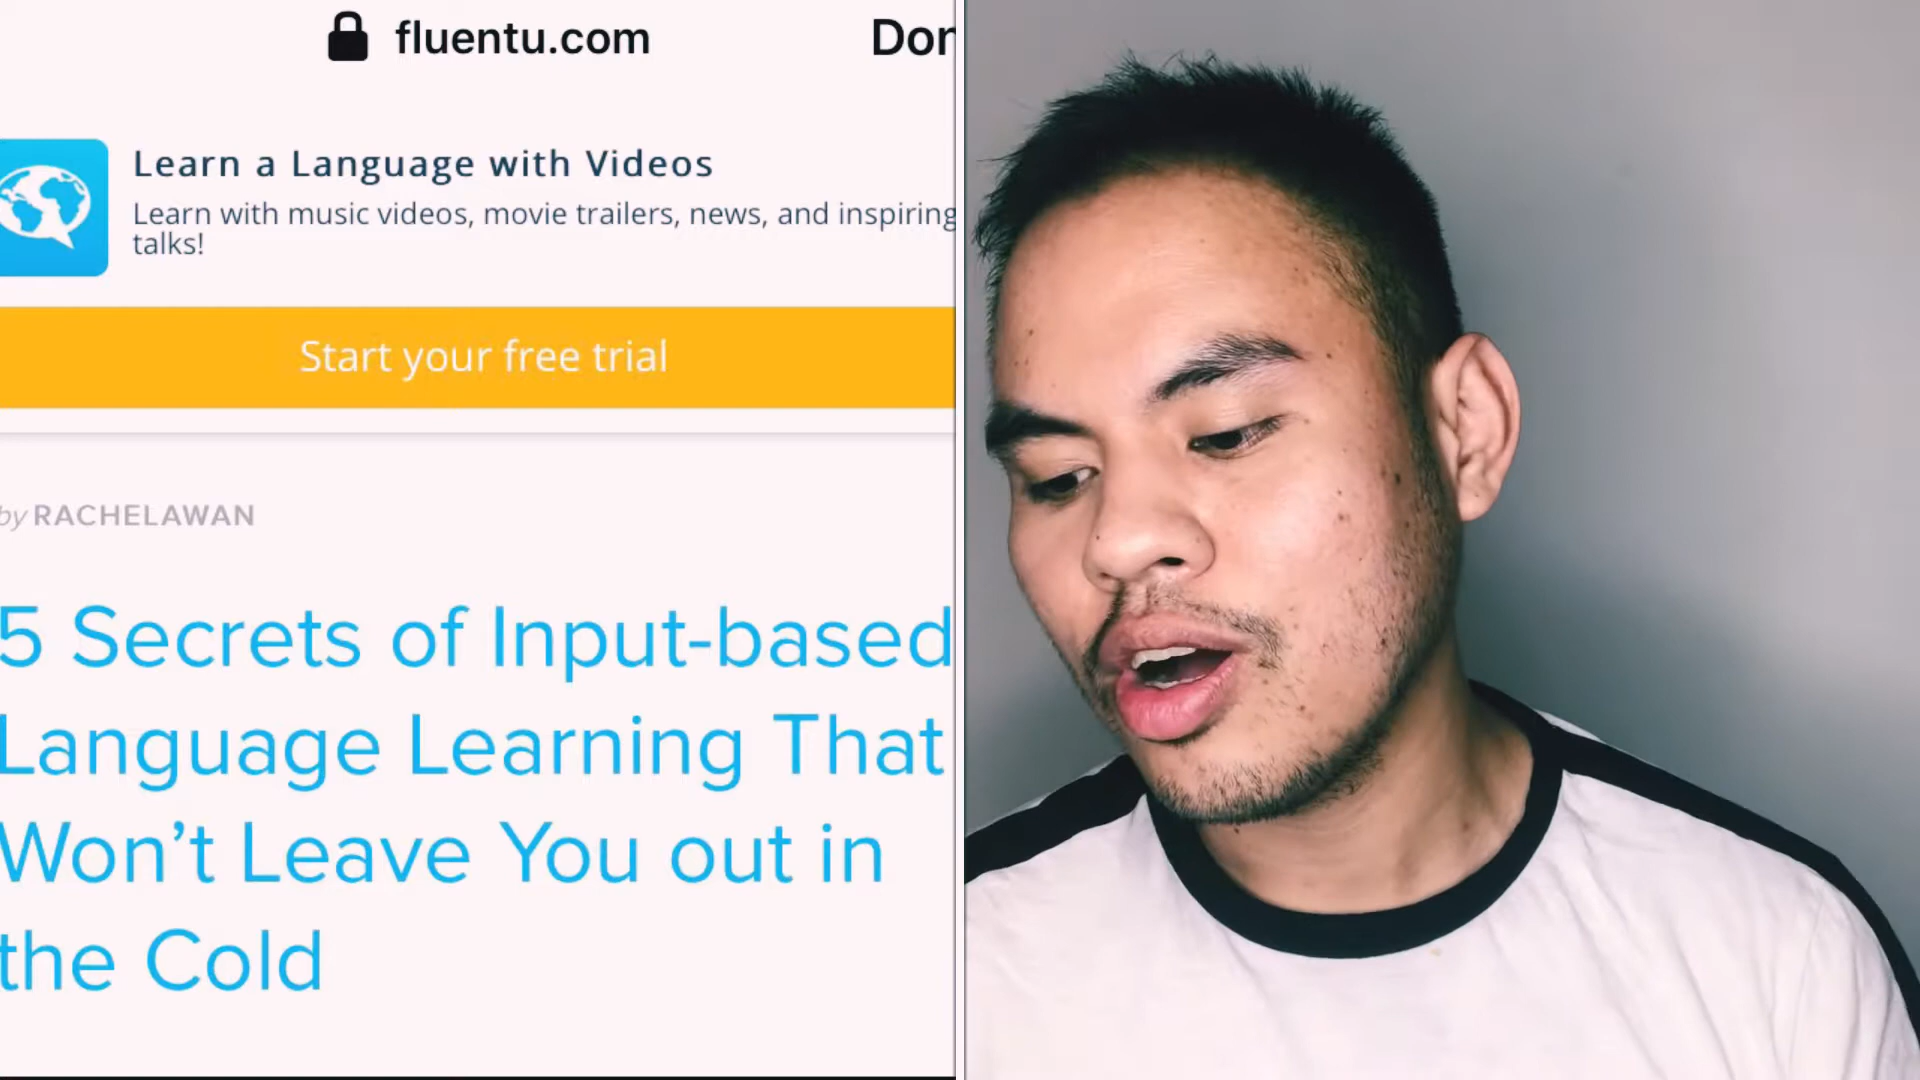 fluentu.com
Don
Learn a Language with Videos
Learn with music videos, movie trailers, news, and inspiring
talks!
Start your free trial
by RACHELAWAN
5 Secrets of Input-based
Language Learning That
Won’t Leave You out in
the Cold